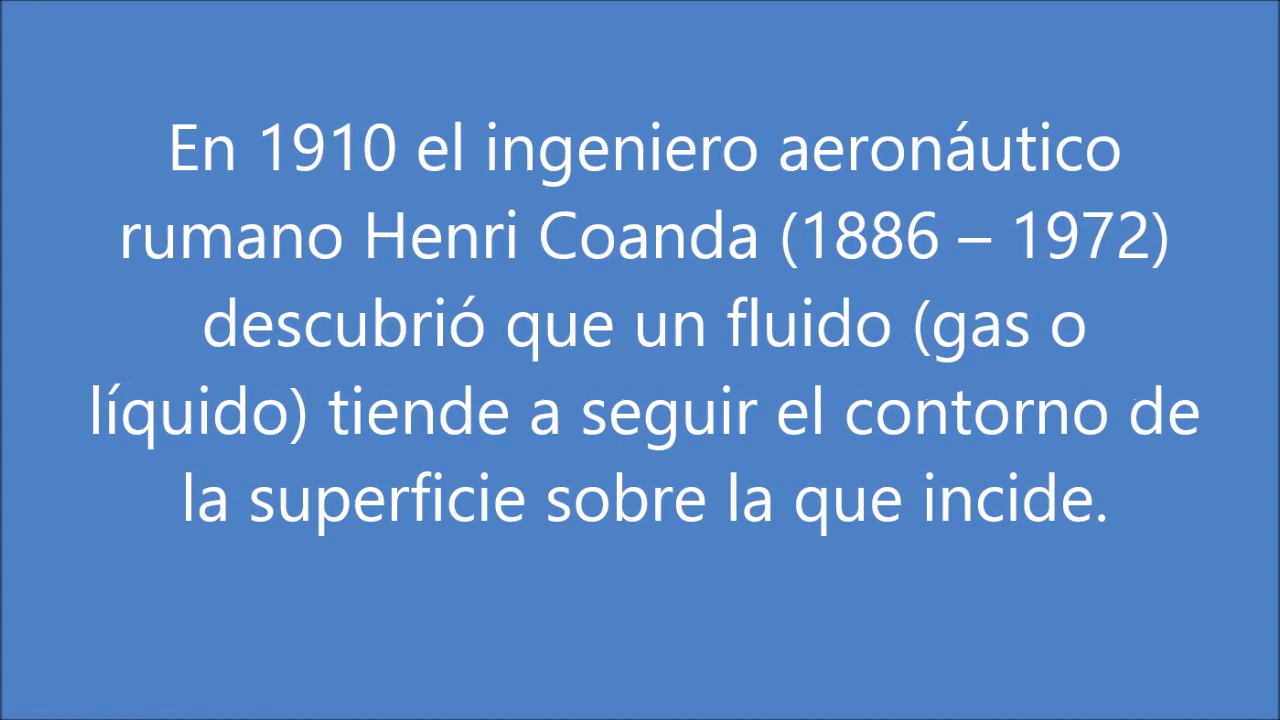 En 1910 el ingeniero aeronáutico
rumano Henri Coanda (1886 – 1972)
descubrió que un fluido (gas o
líquido) tiende a seguir el contorno de
la superficie sobre la que incide.